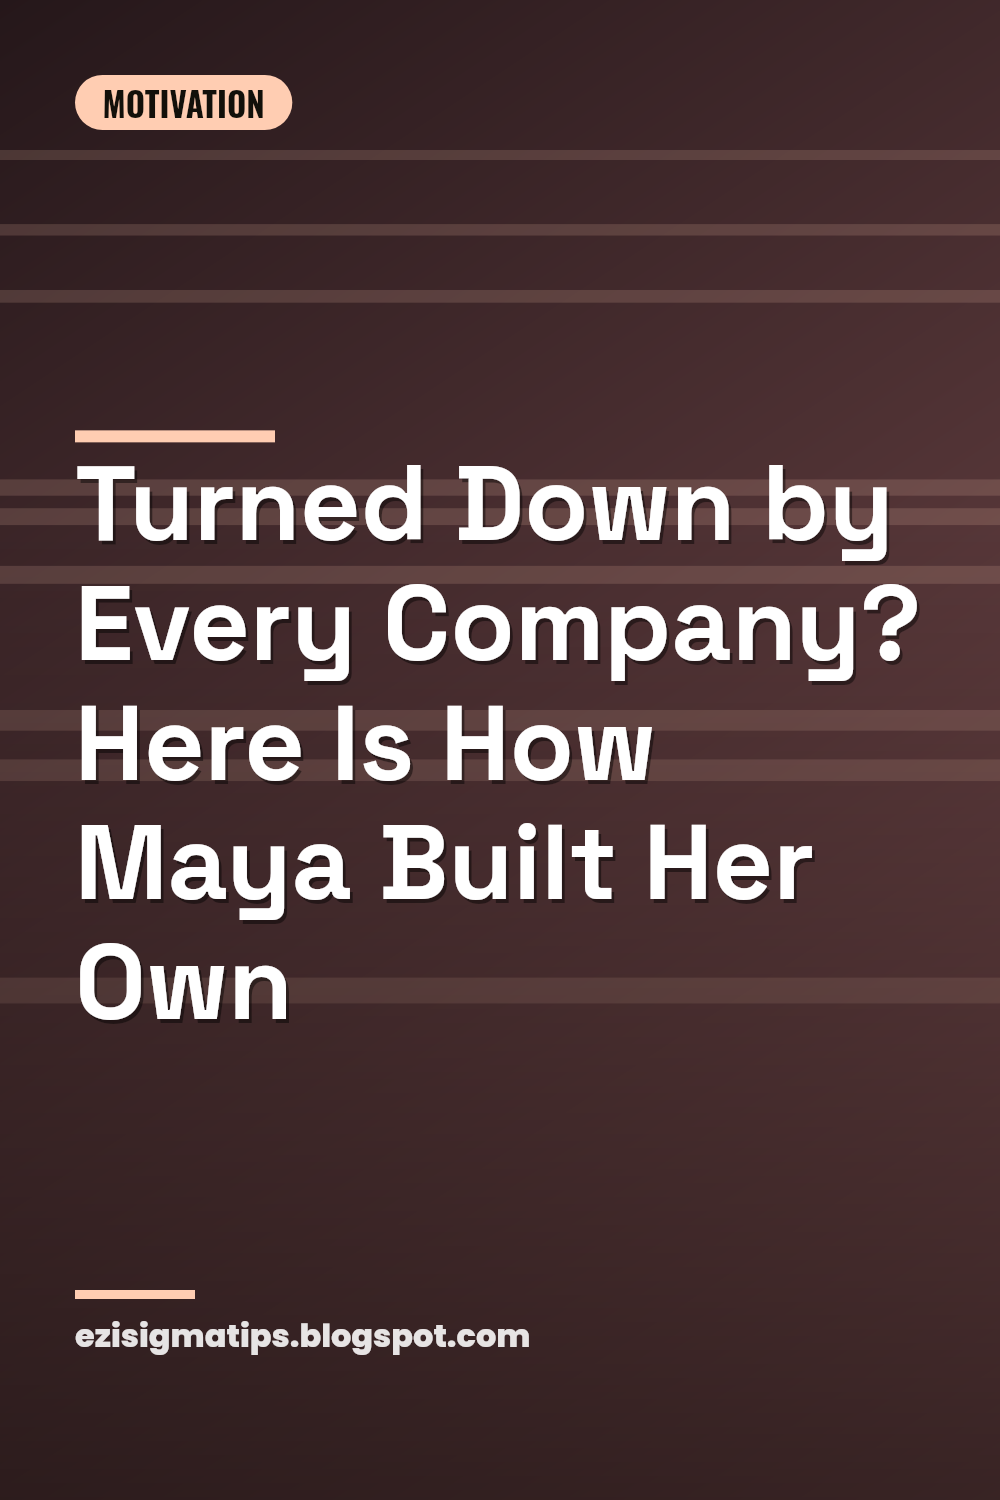 MOTIVATION
Turned Down by
Every Company?
Here Is How
Maya Built Her
Own
ezisigmatips.blogspot.com